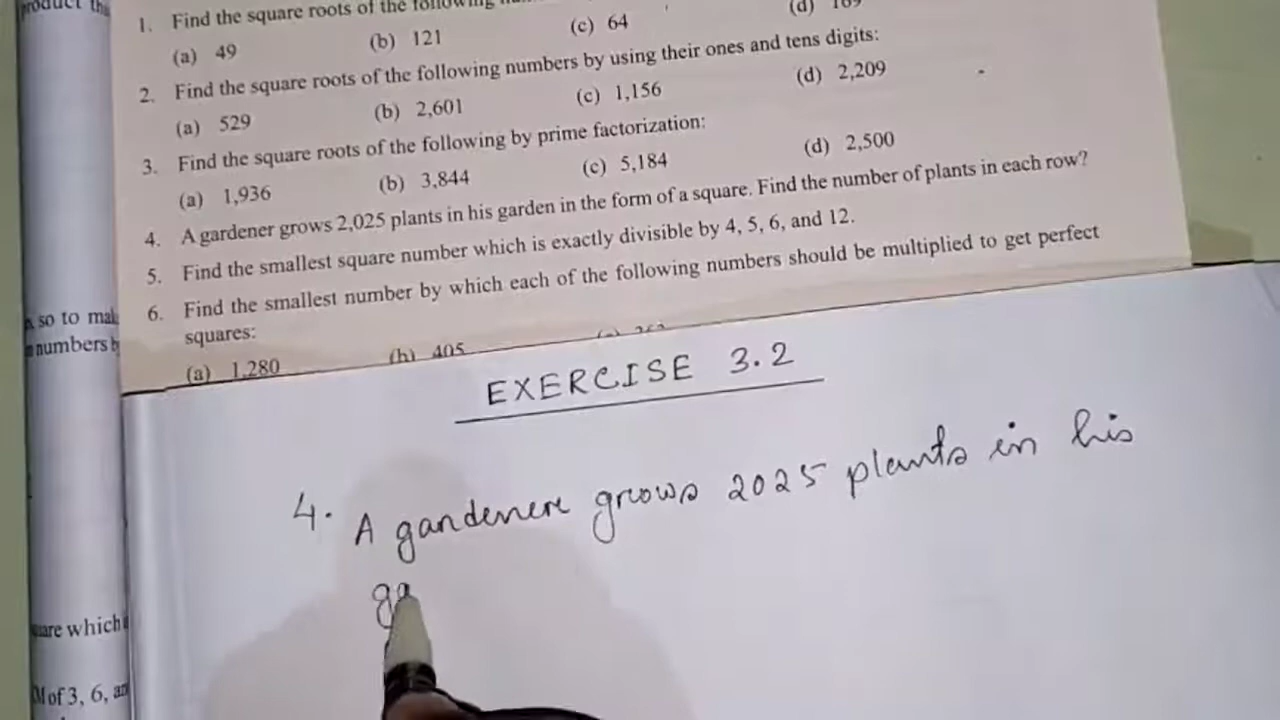 product
1. Find the square roots of the following
(a) 49 (b) 121 (c) 64 (d) 169
2. Find the square roots of the following numbers by using their ones and tens digits:
(a) 529 (b) 2,601 (c) 1,156 (d) 2,209
3. Find the square roots of the following by prime factorization:
(a) 1,936 (b) 3,844 (c) 5,184 (d) 2,500
4. A gardener grows 2,025 plants in his garden in the form of a square. Find the number of plants in each row?
5. Find the smallest square number which is exactly divisible by 4, 5, 6, and 12.
6. Find the smallest number by which each of the following numbers should be multiplied to get perfect
squares:
(a) 1,280 (b) 405
so to mak
numbers b
uare which
M of 3, 6, an
EXERCISE 3.2
4. A gardener grows 2025 plants in his
ga